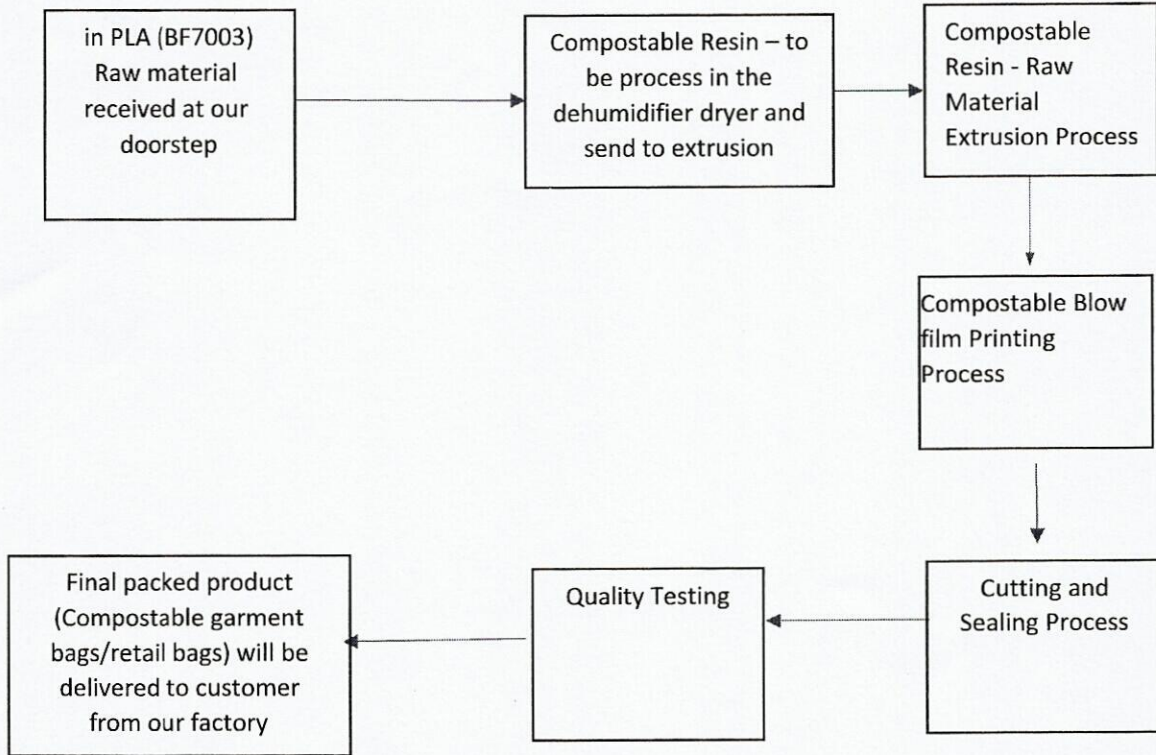 in PLA (BF7003)
Raw material
received at our
doorstep
Compostable Resin – to
be process in the
dehumidifier dryer and
send to extrusion
Compostable
Resin - Raw
Material
Extrusion Process
Compostable Blow
film Printing
Process
Cutting and
Sealing Process
Quality Testing
Final packed product
(Compostable garment
bags/retail bags) will be
delivered to customer
from our factory